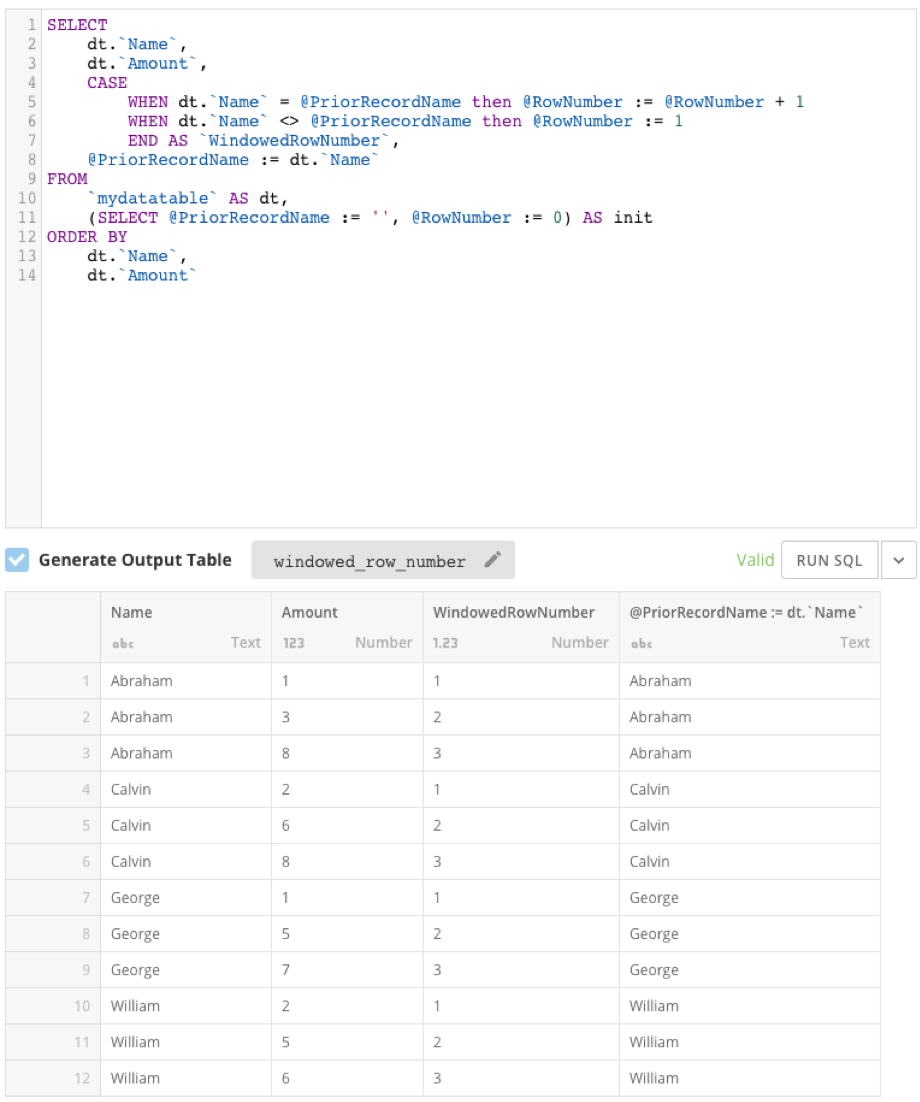 1 SELECT
2 dt.`Name`,
3 dt.`Amount`,
4 CASE
5 WHEN dt.`Name` = @PriorRecordName then @RowNumber := @RowNumber + 1
6 WHEN dt.`Name` <> @PriorRecordName then @RowNumber := 1
7 END AS `WindowedRowNumber`,
8 @PriorRecordName := dt.`Name`
9 FROM
10 `mydatatable` AS dt,
11 (SELECT @PriorRecordName := '', @RowNumber := 0) AS init
12 ORDER BY
13 dt.`Name`,
14 dt.`Amount`
Generate Output Table windowed_row_number Valid RUN SQL
Name Amount WindowedRowNumber @PriorRecordName := dt.`Name`
abc Text 123 Number 1.23 Number abc Text
1 Abraham 1 1 Abraham
2 Abraham 3 2 Abraham
3 Abraham 8 3 Abraham
4 Calvin 2 1 Calvin
5 Calvin 6 2 Calvin
6 Calvin 8 3 Calvin
7 George 1 1 George
8 George 5 2 George
9 George 7 3 George
10 William 2 1 William
11 William 5 2 William
12 William 6 3 William